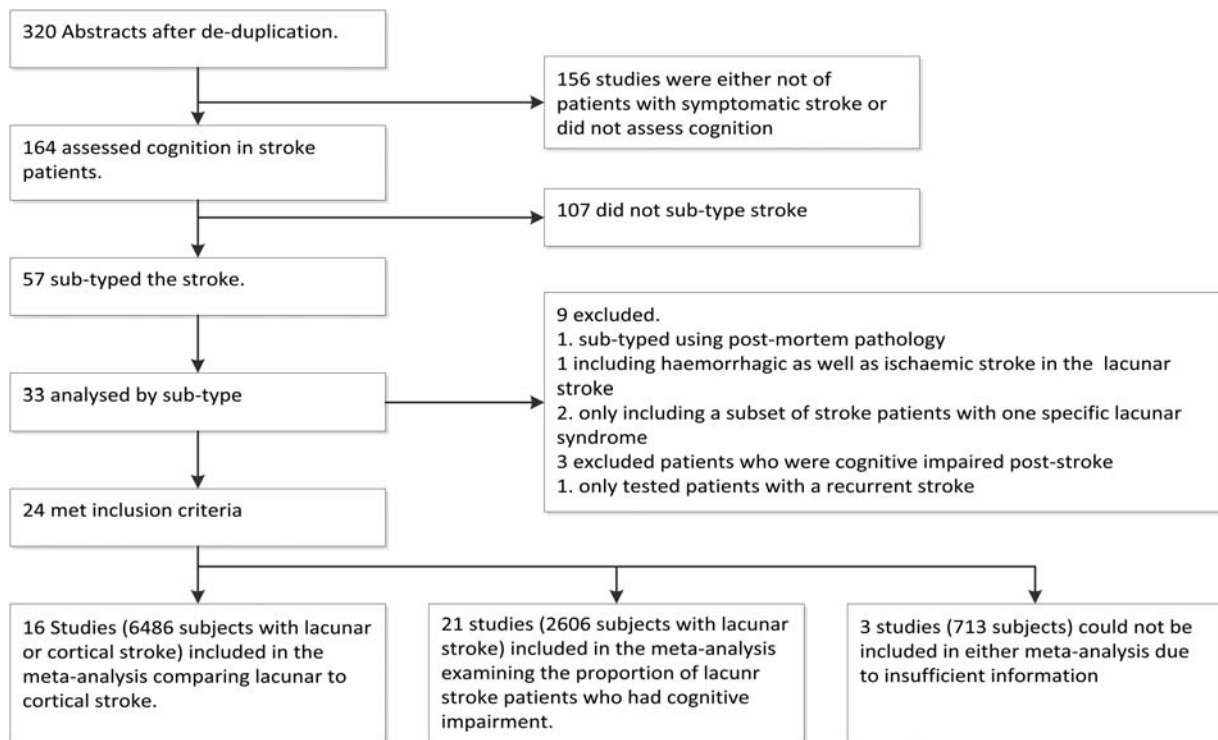 320 Abstracts after de-duplication.
156 studies were either not of
patients with symptomatic stroke or
did not assess cognition
164 assessed cognition in stroke
patients.
107 did not sub-type stroke
57 sub-typed the stroke.
9 excluded.
1. sub-typed using post-mortem pathology
1 including haemorrhagic as well as ischaemic stroke in the lacunar
stroke
2. only including a subset of stroke patients with one specific lacunar
syndrome
3 excluded patients who were cognitive impaired post-stroke
1. only tested patients with a recurrent stroke
33 analysed by sub-type
24 met inclusion criteria
16 Studies (6486 subjects with lacunar
or cortical stroke) included in the
meta-analysis comparing lacunar to
cortical stroke.
21 studies (2606 subjects with lacunar
stroke) included in the meta-analysis
examining the proportion of lacunr
stroke patients who had cognitive
impairment.
3 studies (713 subjects) could not be
included in either meta-analysis due
to insufficient information